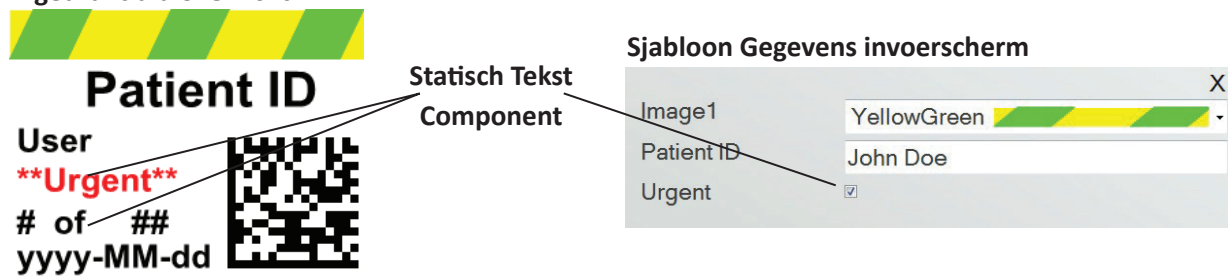 Patient ID
User
**Urgent**
# of ##
yyyy-MM-dd
Statisch Tekst
Component
Sjabloon Gegevens invoerscherm
X
Image1 YellowGreen
Patient ID John Doe
Urgent